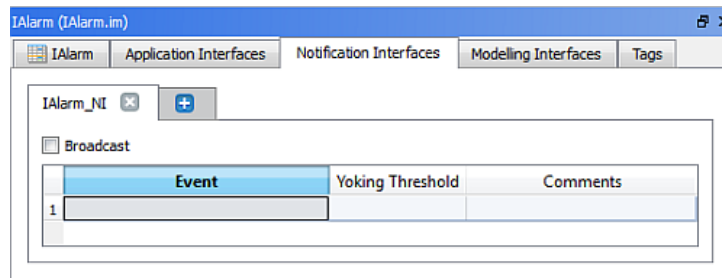 IAlarm (IAlarm.im)
IAlarm Application Interfaces Notification Interfaces Modelling Interfaces Tags
IAlarm_NI
Broadcast
Event Yoking Threshold Comments
1